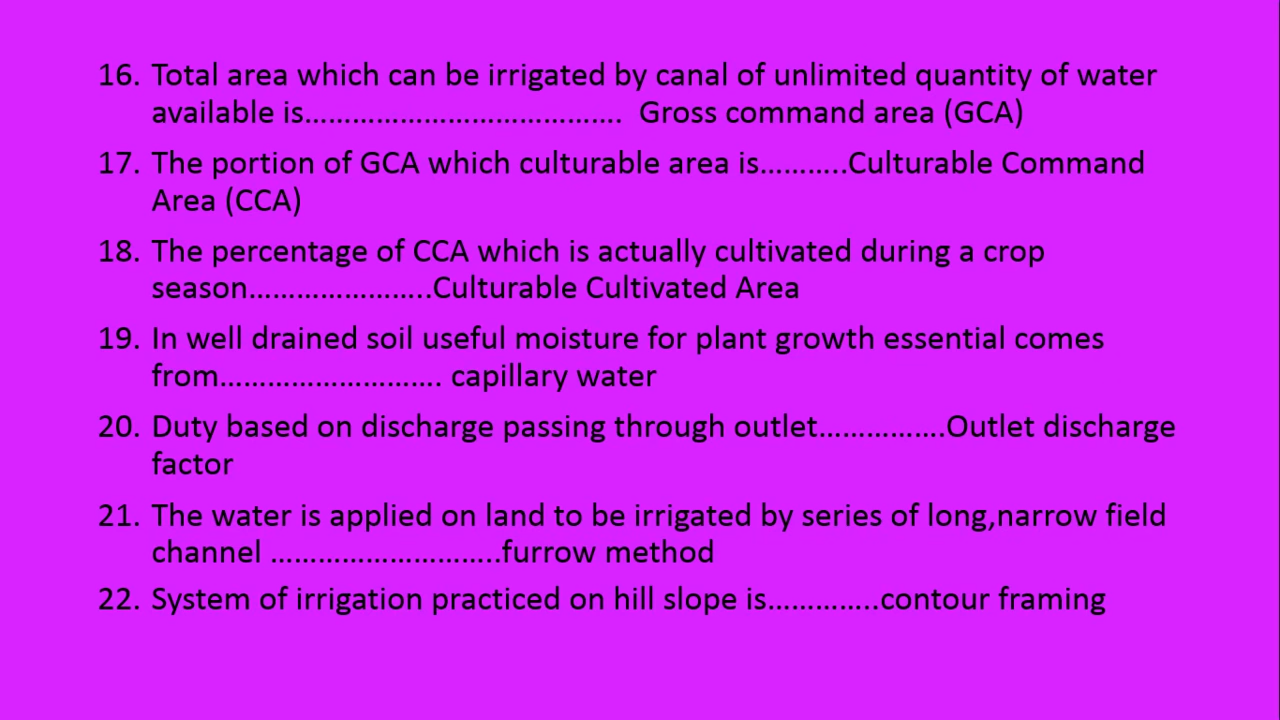 16. Total area which can be irrigated by canal of unlimited quantity of water
available is…………………………………. Gross command area (GCA)
17. The portion of GCA which culturable area is………..Culturable Command
Area (CCA)
18. The percentage of CCA which is actually cultivated during a crop
season…………………..Culturable Cultivated Area
19. In well drained soil useful moisture for plant growth essential comes
from………………………. capillary water
20. Duty based on discharge passing through outlet…………….Outlet discharge
factor
21. The water is applied on land to be irrigated by series of long,narrow field
channel ………………………..furrow method
22. System of irrigation practiced on hill slope is…………..contour framing